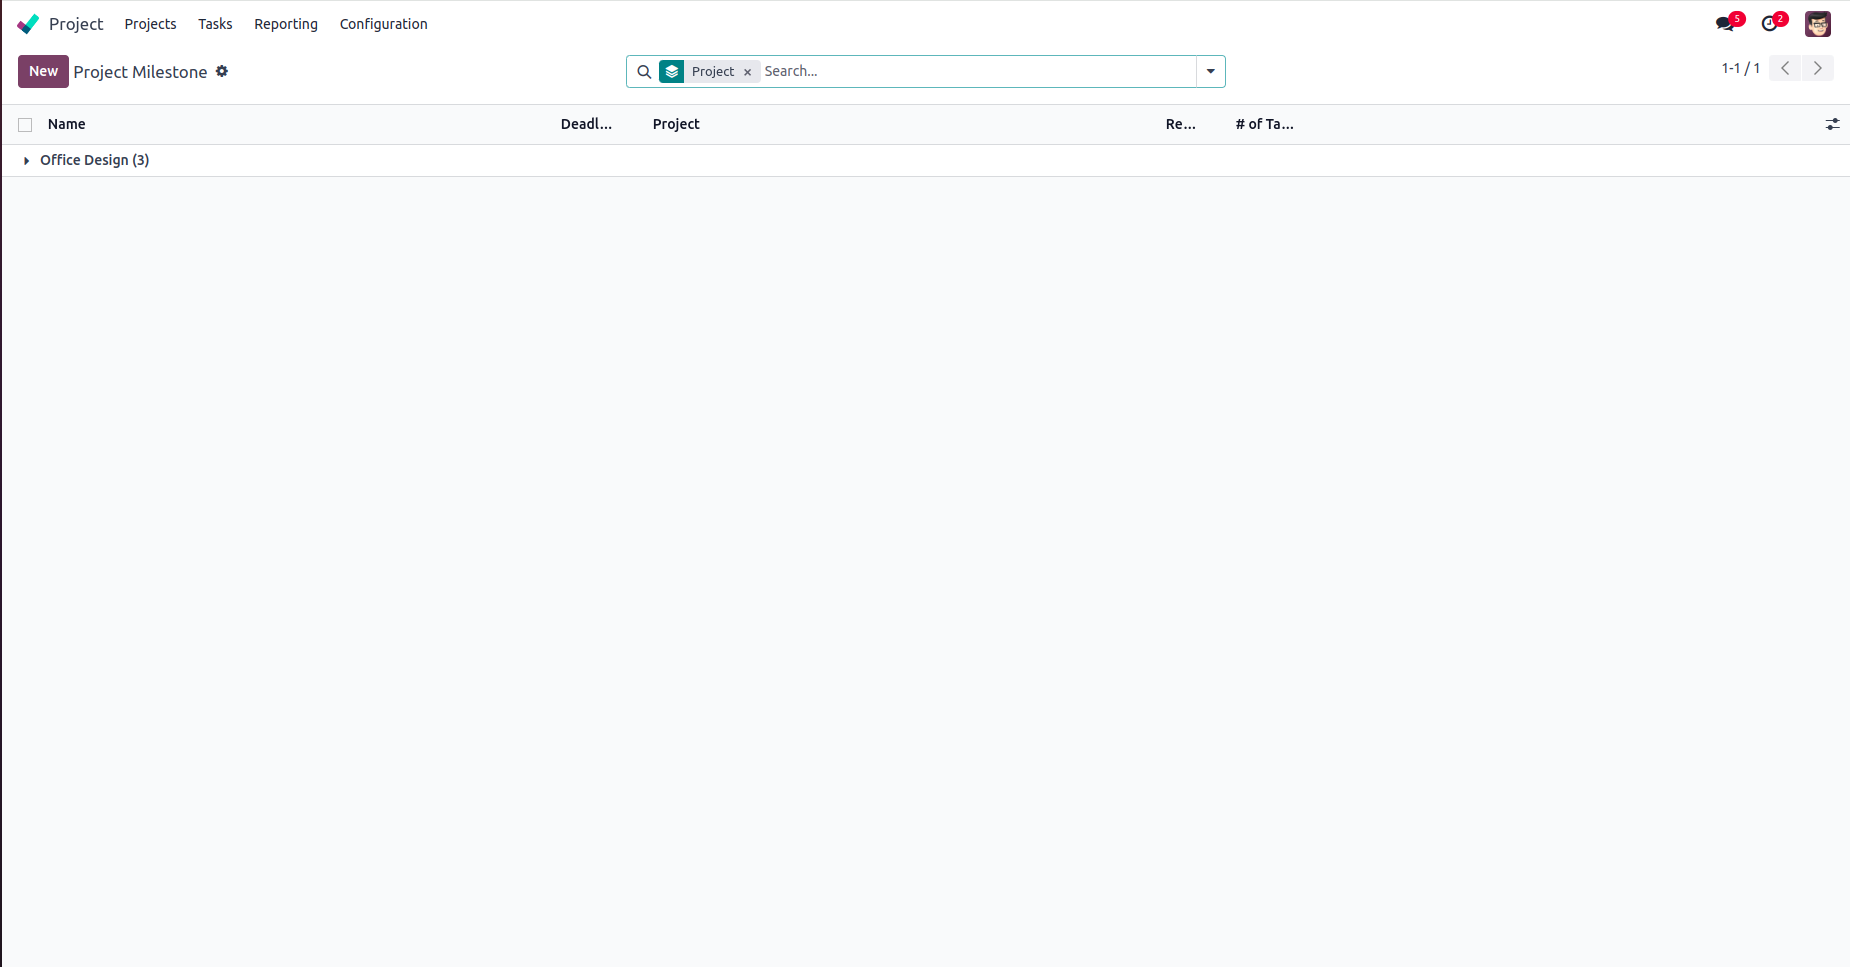 Project Projects Tasks Reporting Configuration 5 2
New Project Milestone Project × Search... 1-1 / 1
Name Deadl... Project Re... # of Ta...
Office Design (3)